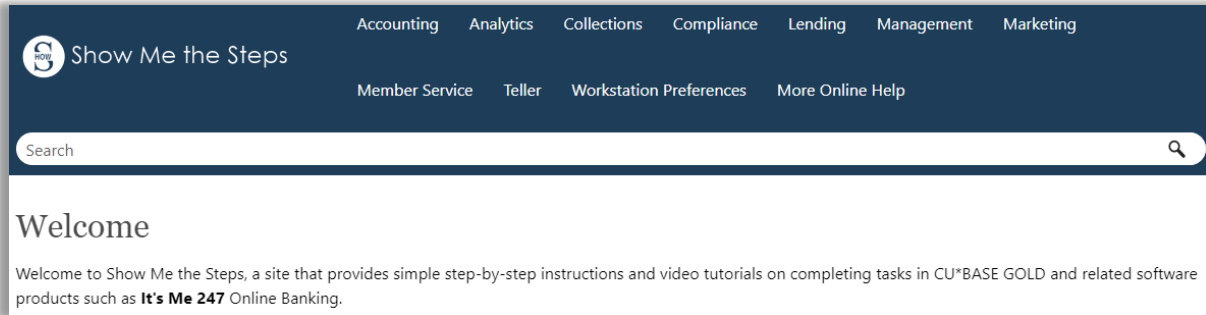 Accounting Analytics Collections Compliance Lending Management Marketing
SHOW
S Show Me the Steps
Member Service Teller Workstation Preferences More Online Help
Search
Welcome
Welcome to Show Me the Steps, a site that provides simple step-by-step instructions and video tutorials on completing tasks in CU*BASE GOLD and related software
products such as It's Me 247 Online Banking.